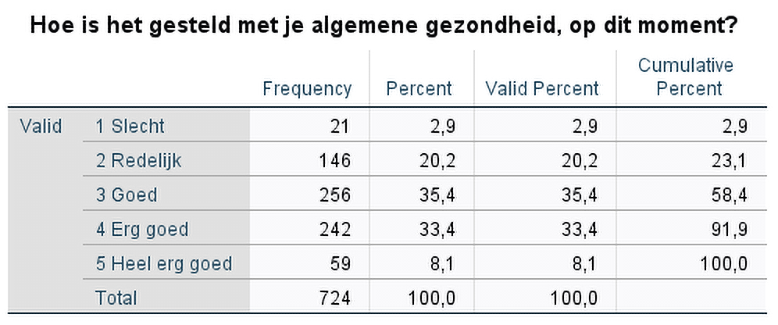 Hoe is het gesteld met je algemene gezondheid, op dit moment?
Frequency Percent Valid Percent Cumulative Percent
Valid 1 Slecht 21 2,9 2,9 2,9
2 Redelijk 146 20,2 20,2 23,1
3 Goed 256 35,4 35,4 58,4
4 Erg goed 242 33,4 33,4 91,9
5 Heel erg goed 59 8,1 8,1 100,0
Total 724 100,0 100,0